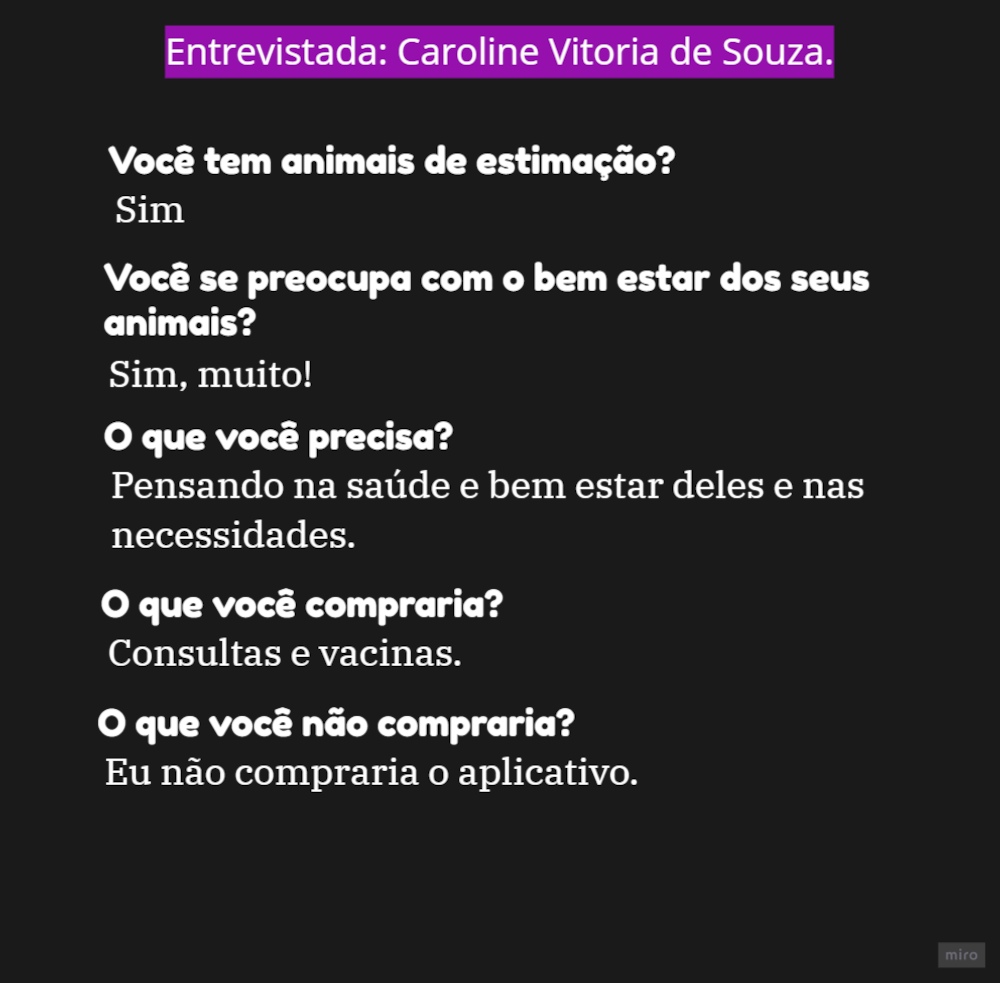 Entrevistada: Caroline Vitoria de Souza.
Você tem animais de estimação?
Sim
Você se preocupa com o bem estar dos seus
animais?
Sim, muito!
O que você precisa?
Pensando na saúde e bem estar deles e nas
necessidades.
O que você compraria?
Consultas e vacinas.
O que você não compraria?
Eu não compraria o aplicativo.
miro